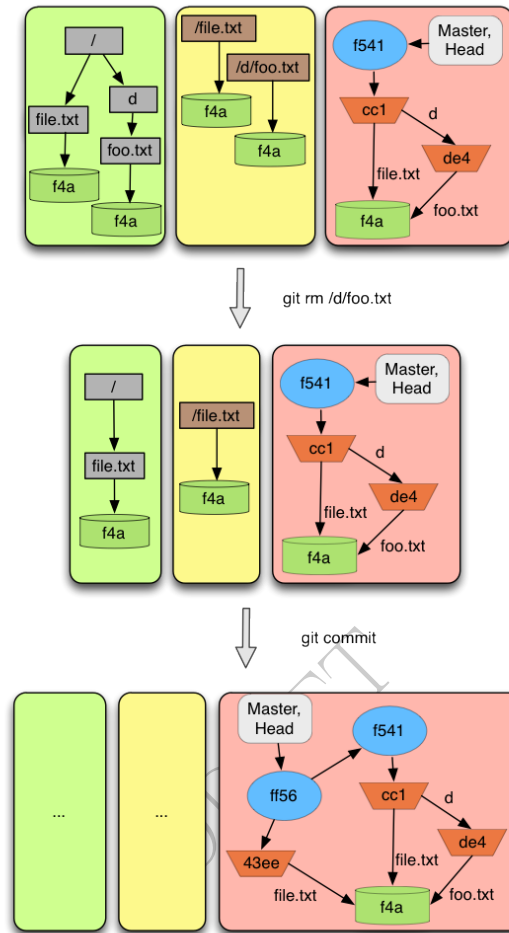 /
file.txt
d
foo.txt
f4a
f4a
/file.txt
/d/foo.txt
f4a
f4a
f541
Master,
Head
cc1
d
de4
file.txt
foo.txt
f4a
git rm /d/foo.txt
/
file.txt
f4a
/file.txt
f4a
f541
Master,
Head
cc1
d
de4
file.txt
foo.txt
f4a
git commit
...
...
Master,
Head
f541
ff56
cc1
d
43ee
de4
file.txt
file.txt
foo.txt
f4a